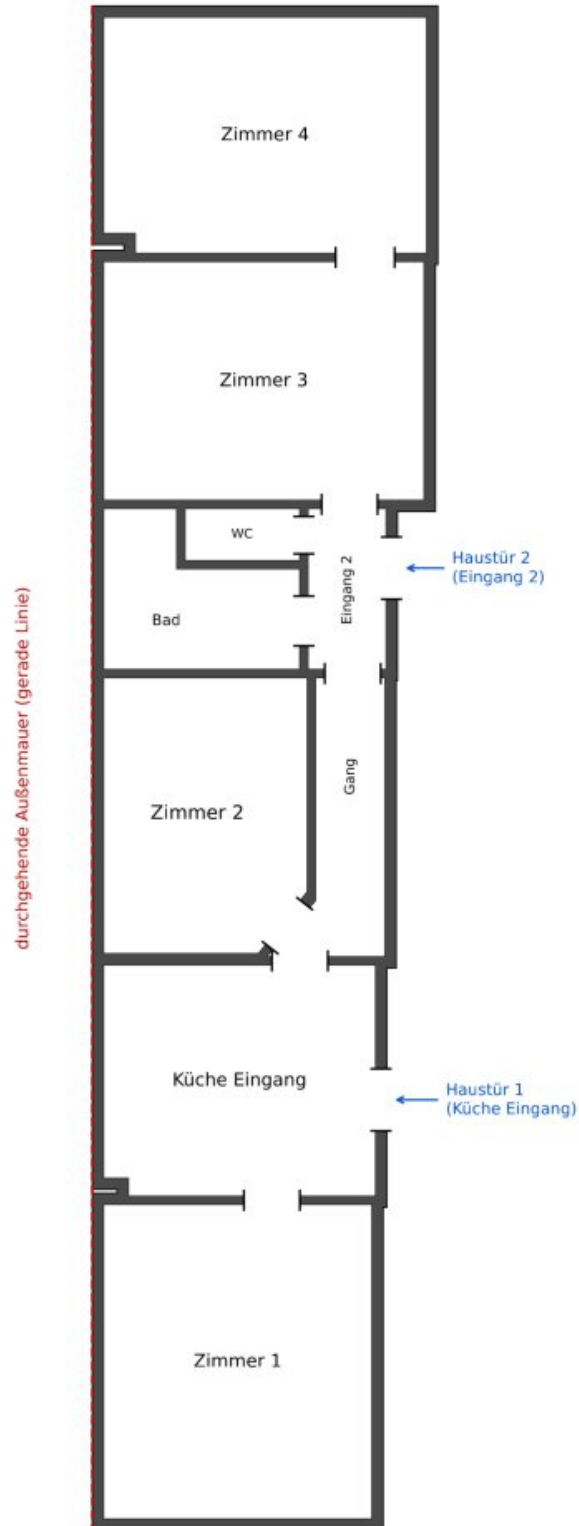 Zimmer 4
Zimmer 3
WC
Eingang 2
Haustür 2
(Eingang 2)
Bad
durchgehende Außenmauer (gerade Linie)
Gang
Zimmer 2
Küche Eingang
Haustür 1
(Küche Eingang)
Zimmer 1